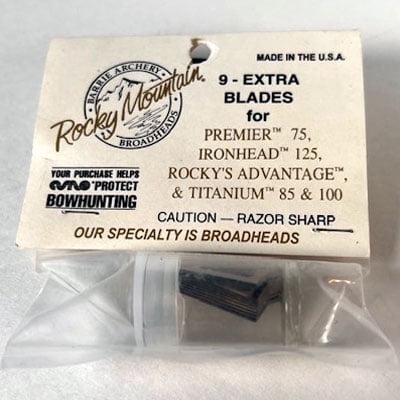 MADE IN THE U.S.A.
BARRIE ARCHERY
Rocky Mountain
BROADHEADS
9 - EXTRA
BLADES
for
PREMIER™ 75,
IRONHEAD™ 125,
ROCKY'S ADVANTAGE™,
& TITANIUM™ 85 & 100
YOUR PURCHASE HELPS
PROTECT
BOWHUNTING
CAUTION — RAZOR SHARP
OUR SPECIALTY IS BROADHEADS